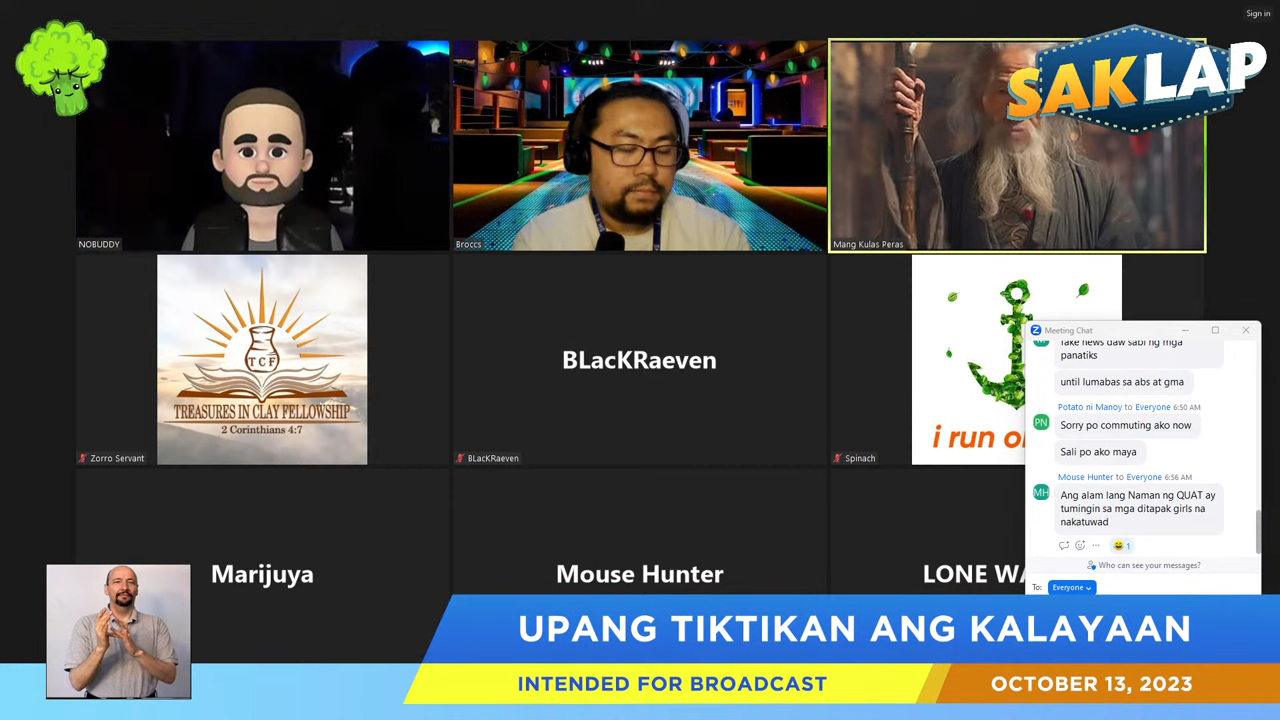 Sign in
SAKLAP
NOBUDDY
Broccs
Mang Kulas Peras
TCF
TREASURES IN CLAY FELLOWSHIP
2 Corinthians 4:7
Zorro Servant
BLacKRaeven
BLacKRaeven
i run o
Spinach
Meeting Chat
fake news daw sabi ng mga
panatiks
until lumabas sa abs at gma
Potato ni Manoy to Everyone 6:50 AM
PN
Sorry po commuting ako now
Sali po ako maya
Mouse Hunter to Everyone 6:56 AM
MH
Ang alam lang Naman ng QUAT ay
tumingin sa mga ditapak girls na
nakatuwad
1
Who can see your messages?
To: Everyone
Marijuya
Mouse Hunter
LONE WA
UPANG TIKTIKAN ANG KALAYAAN
INTENDED FOR BROADCAST
OCTOBER 13, 2023